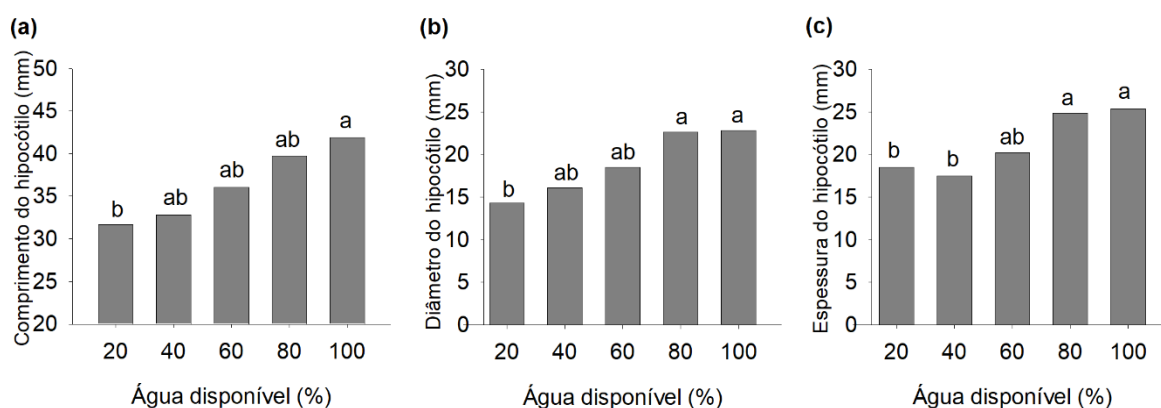 (a)
Comprimento do hipocótilo (mm)
50
45
40
35
30
25
20
b
ab
ab
ab
a
20 40 60 80 100
Água disponível (%)
(b)
Diâmetro do hipocótilo (mm)
30
25
20
15
10
5
0
b
ab
ab
a
a
20 40 60 80 100
Água disponível (%)
(c)
Espessura do hipocótilo (mm)
30
25
20
15
10
5
0
b
b
ab
a
a
20 40 60 80 100
Água disponível (%)